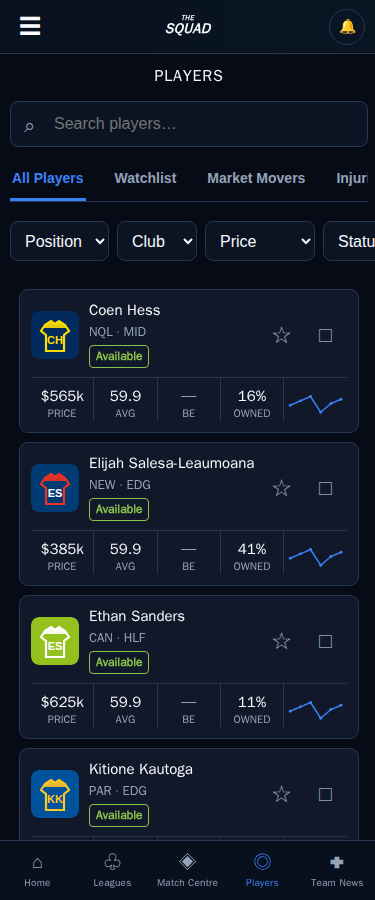 THE
SQUAD
PLAYERS
Search players...
All Players Watchlist Market Movers Injuri
Position Club Price Statu
CH Coen Hess
NQL · MID
Available
$565k 59.9 — 16%
PRICE AVG BE OWNED
ES Elijah Salesa-Leaumoana
NEW · EDG
Available
$385k 59.9 — 41%
PRICE AVG BE OWNED
ES Ethan Sanders
CAN · HLF
Available
$625k 59.9 — 11%
PRICE AVG BE OWNED
KK Kitione Kautoga
PAR · EDG
Available
Home Leagues Match Centre Players Team News